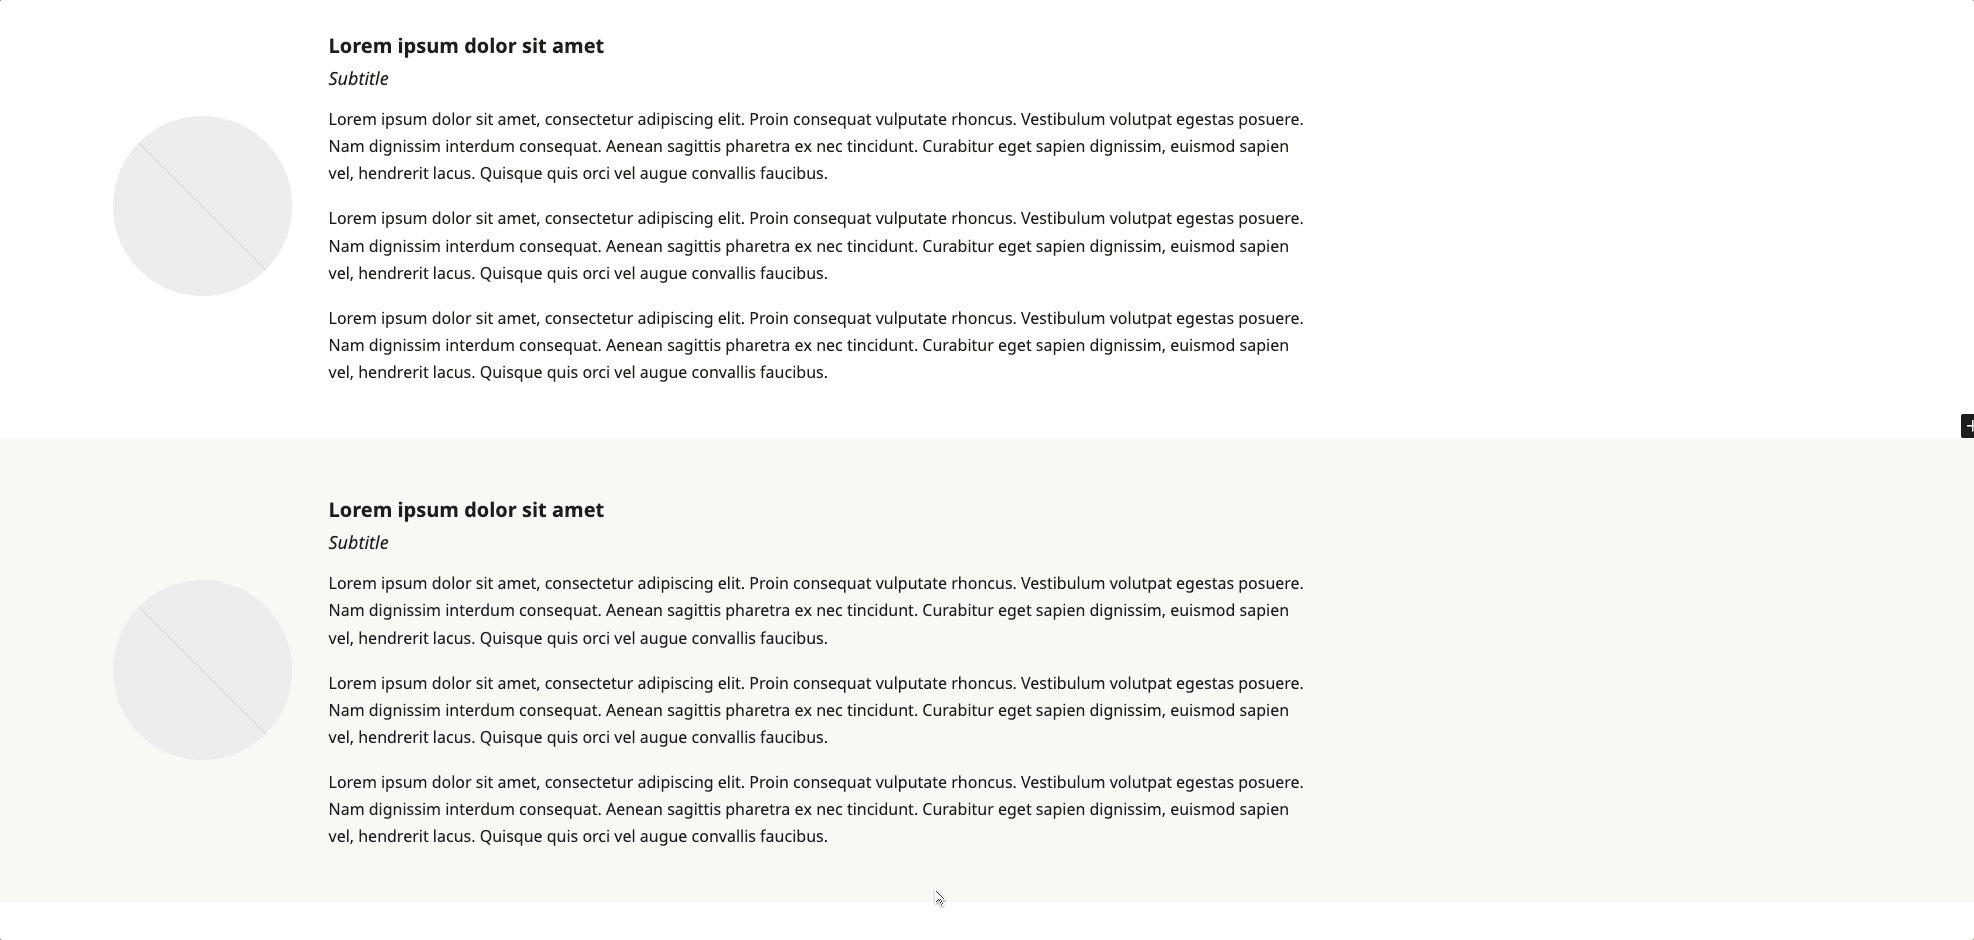 Lorem ipsum dolor sit amet
Subtitle
Lorem ipsum dolor sit amet, consectetur adipiscing elit. Proin consequat vulputate rhoncus. Vestibulum volutpat egestas posuere.
Nam dignissim interdum consequat. Aenean sagittis pharetra ex nec tincidunt. Curabitur eget sapien dignissim, euismod sapien
vel, hendrerit lacus. Quisque quis orci vel augue convallis faucibus.
Lorem ipsum dolor sit amet, consectetur adipiscing elit. Proin consequat vulputate rhoncus. Vestibulum volutpat egestas posuere.
Nam dignissim interdum consequat. Aenean sagittis pharetra ex nec tincidunt. Curabitur eget sapien dignissim, euismod sapien
vel, hendrerit lacus. Quisque quis orci vel augue convallis faucibus.
Lorem ipsum dolor sit amet, consectetur adipiscing elit. Proin consequat vulputate rhoncus. Vestibulum volutpat egestas posuere.
Nam dignissim interdum consequat. Aenean sagittis pharetra ex nec tincidunt. Curabitur eget sapien dignissim, euismod sapien
vel, hendrerit lacus. Quisque quis orci vel augue convallis faucibus.
Lorem ipsum dolor sit amet
Subtitle
Lorem ipsum dolor sit amet, consectetur adipiscing elit. Proin consequat vulputate rhoncus. Vestibulum volutpat egestas posuere.
Nam dignissim interdum consequat. Aenean sagittis pharetra ex nec tincidunt. Curabitur eget sapien dignissim, euismod sapien
vel, hendrerit lacus. Quisque quis orci vel augue convallis faucibus.
Lorem ipsum dolor sit amet, consectetur adipiscing elit. Proin consequat vulputate rhoncus. Vestibulum volutpat egestas posuere.
Nam dignissim interdum consequat. Aenean sagittis pharetra ex nec tincidunt. Curabitur eget sapien dignissim, euismod sapien
vel, hendrerit lacus. Quisque quis orci vel augue convallis faucibus.
Lorem ipsum dolor sit amet, consectetur adipiscing elit. Proin consequat vulputate rhoncus. Vestibulum volutpat egestas posuere.
Nam dignissim interdum consequat. Aenean sagittis pharetra ex nec tincidunt. Curabitur eget sapien dignissim, euismod sapien
vel, hendrerit lacus. Quisque quis orci vel augue convallis faucibus.